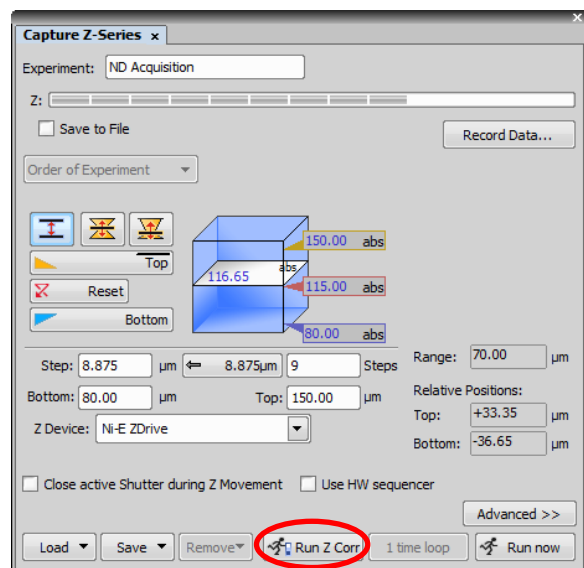 Capture Z-Series x
Experiment: ND Acquisition
Z:
Save to File
Record Data...
Order of Experiment
150.00 abs
Top
116.65 abs
Reset
115.00 abs
Bottom
80.00 abs
Step: 8.875 µm 8.875µm 9 Steps Range: 70.00 µm
Bottom: 80.00 µm Top: 150.00 µm Relative Positions:
Top: +33.35 µm
Z Device: Ni-E ZDrive
Bottom: -36.65 µm
Close active Shutter during Z Movement Use HW sequencer
Advanced >>
Load Save Remove Run Z Corr 1 time loop Run now